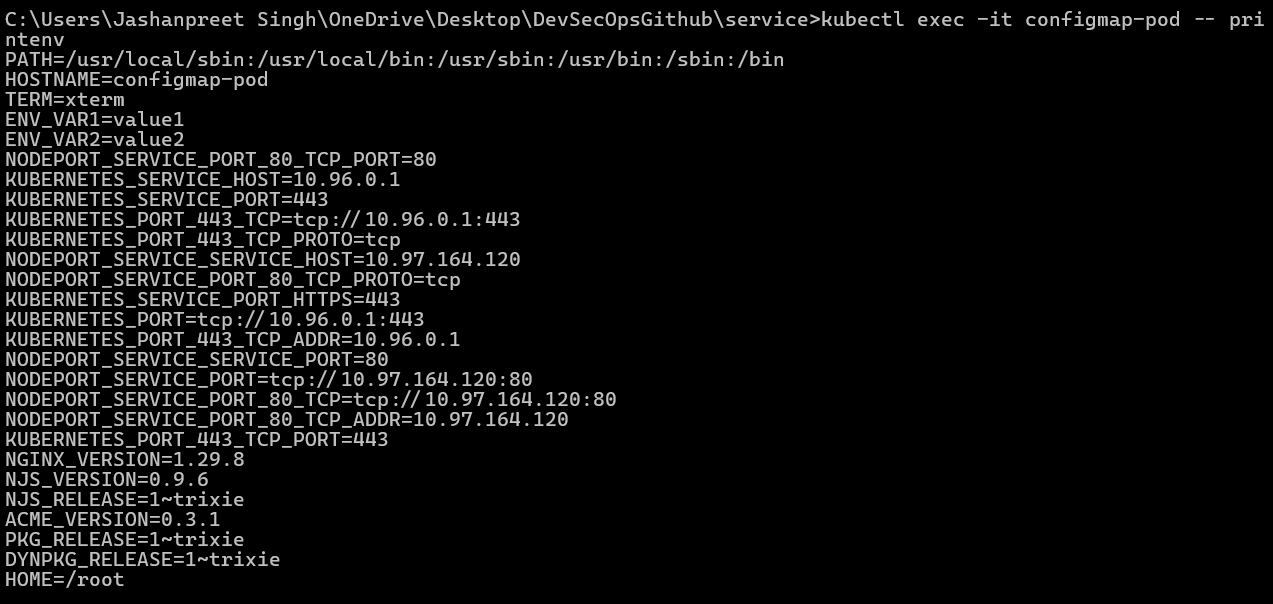 C:\Users\Jashanpreet Singh\OneDrive\Desktop\DevSecOpsGithub\service>kubectl exec -it configmap-pod -- pri
ntenv
PATH=/usr/local/sbin:/usr/local/bin:/usr/sbin:/usr/bin:/sbin:/bin
HOSTNAME=configmap-pod
TERM=xterm
ENV_VAR1=value1
ENV_VAR2=value2
NODEPORT_SERVICE_PORT_80_TCP_PORT=80
KUBERNETES_SERVICE_HOST=10.96.0.1
KUBERNETES_SERVICE_PORT=443
KUBERNETES_PORT_443_TCP=tcp://10.96.0.1:443
KUBERNETES_PORT_443_TCP_PROTO=tcp
NODEPORT_SERVICE_SERVICE_HOST=10.97.164.120
NODEPORT_SERVICE_PORT_80_TCP_PROTO=tcp
KUBERNETES_SERVICE_PORT_HTTPS=443
KUBERNETES_PORT=tcp://10.96.0.1:443
KUBERNETES_PORT_443_TCP_ADDR=10.96.0.1
NODEPORT_SERVICE_SERVICE_PORT=80
NODEPORT_SERVICE_PORT=tcp://10.97.164.120:80
NODEPORT_SERVICE_PORT_80_TCP=tcp://10.97.164.120:80
NODEPORT_SERVICE_PORT_80_TCP_ADDR=10.97.164.120
KUBERNETES_PORT_443_TCP_PORT=443
NGINX_VERSION=1.29.8
NJS_VERSION=0.9.6
NJS_RELEASE=1~trixie
ACME_VERSION=0.3.1
PKG_RELEASE=1~trixie
DYNPKG_RELEASE=1~trixie
HOME=/root